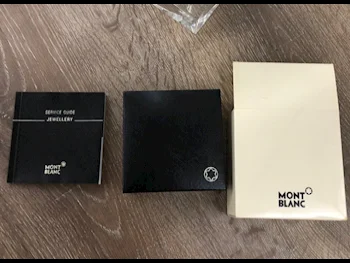 SERVICE GUIDE
JEWELLERY
MONT
BLANC
MONT
BLANC